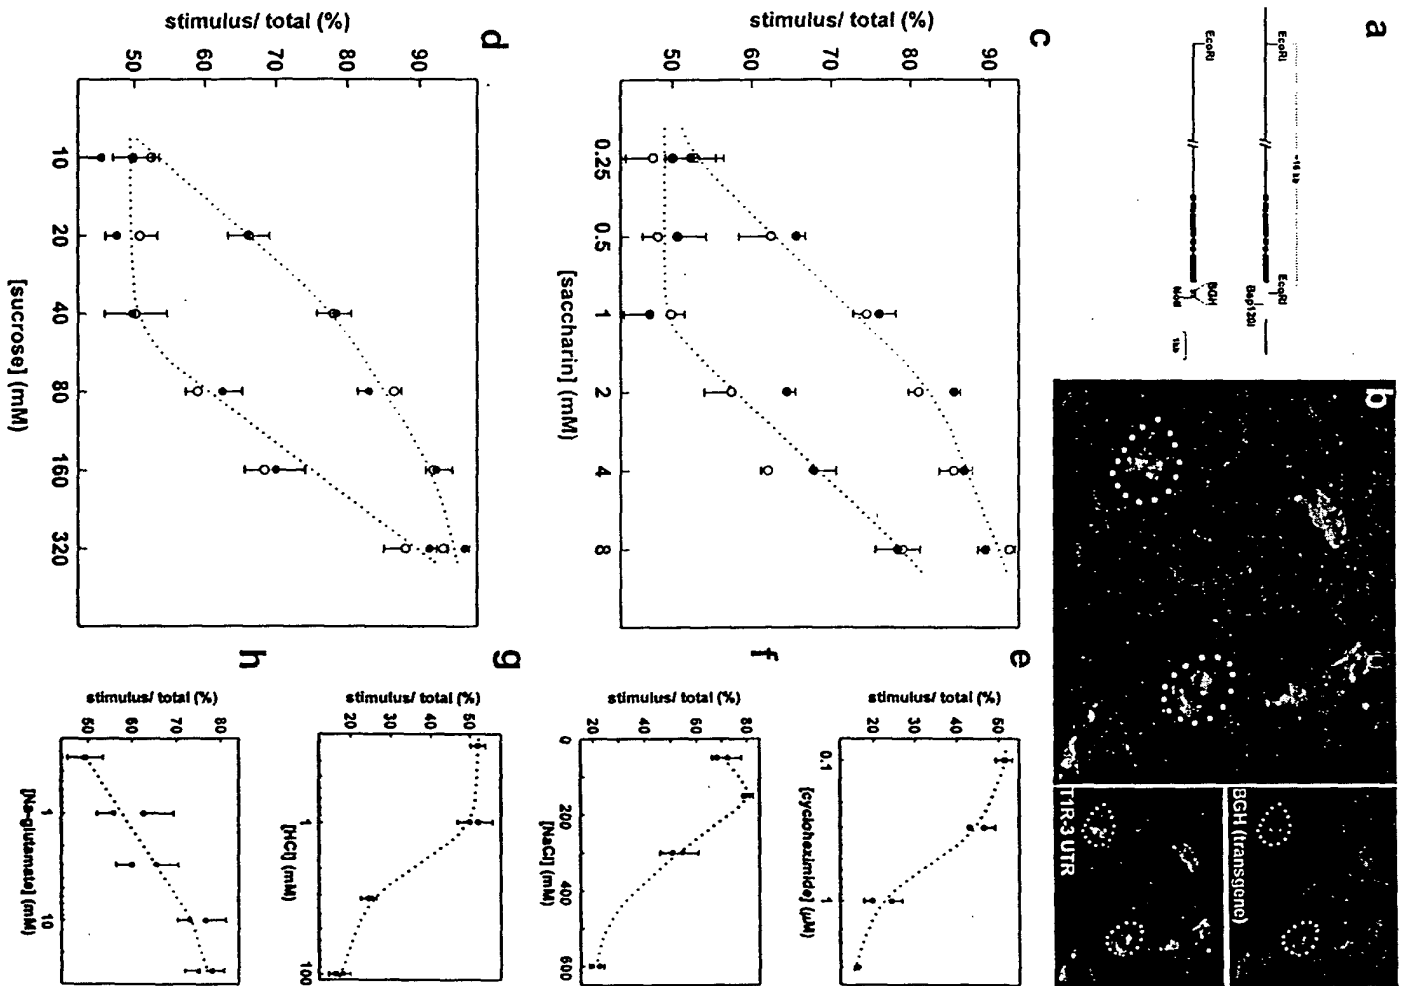 a
EcoRI
~16 kb
EcoRI
EcoRI
Bsp120I
BGH
NotI
1kb
b
BGH (transgene)
T1R-3 UTR
c
stimulus/ total (%)
50
60
70
80
90
0.25
0.5
1
2
4
8
[saccharin] (mM)
d
stimulus/ total (%)
50
60
70
80
90
10
20
40
80
160
320
[sucrose] (mM)
e
stimulus/ total (%)
20
40
60
0.1
1
[cycloheximide] (µM)
f
stimulus/ total (%)
20
40
60
80
0
200
400
600
[NaCl] (mM)
g
stimulus/ total (%)
20
30
40
50
1
100
[HCl] (mM)
h
stimulus/ total (%)
50
60
70
80
1
10
[Na-glutamate] (mM)